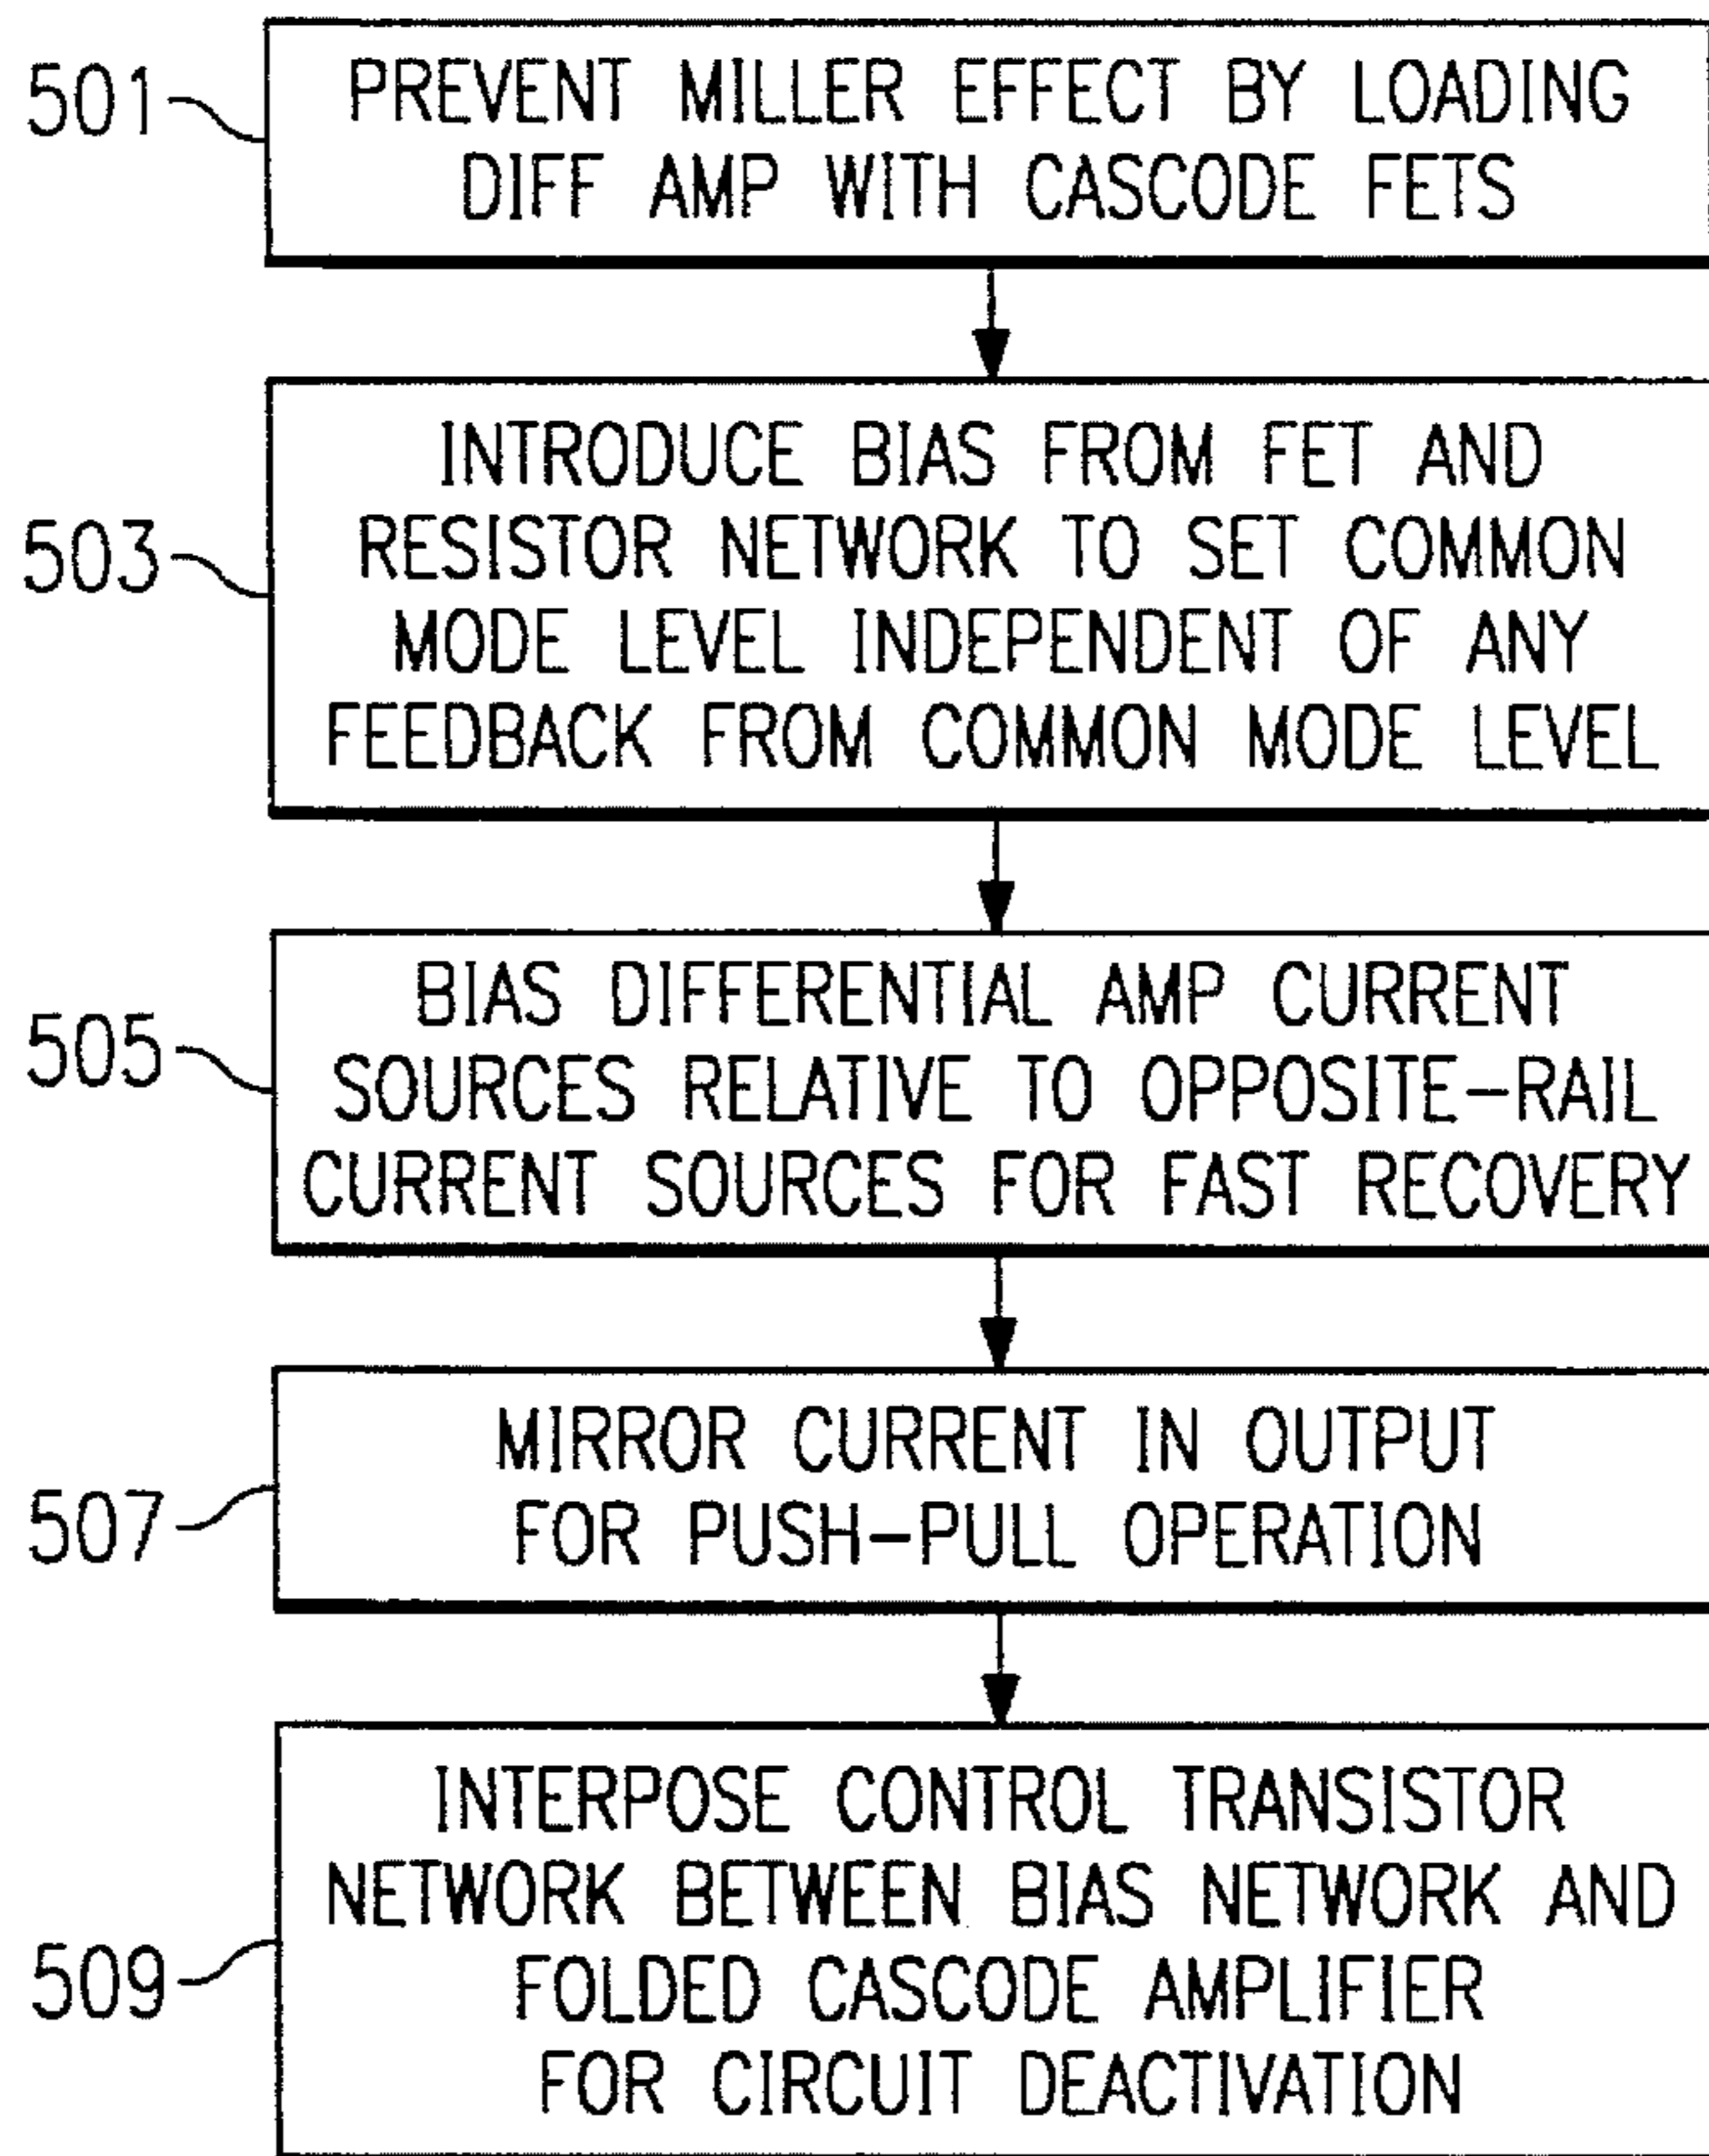 501
PREVENT MILLER EFFECT BY LOADING
DIFF AMP WITH CASCODE FETS
503
INTRODUCE BIAS FROM FET AND
RESISTOR NETWORK TO SET COMMON
MODE LEVEL INDEPENDENT OF ANY
FEEDBACK FROM COMMON MODE LEVEL
505
BIAS DIFFERENTIAL AMP CURRENT
SOURCES RELATIVE TO OPPOSITE-RAIL
CURRENT SOURCES FOR FAST RECOVERY
507
MIRROR CURRENT IN OUTPUT
FOR PUSH-PULL OPERATION
509
INTERPOSE CONTROL TRANSISTOR
NETWORK BETWEEN BIAS NETWORK AND
FOLDED CASCODE AMPLIFIER
FOR CIRCUIT DEACTIVATION